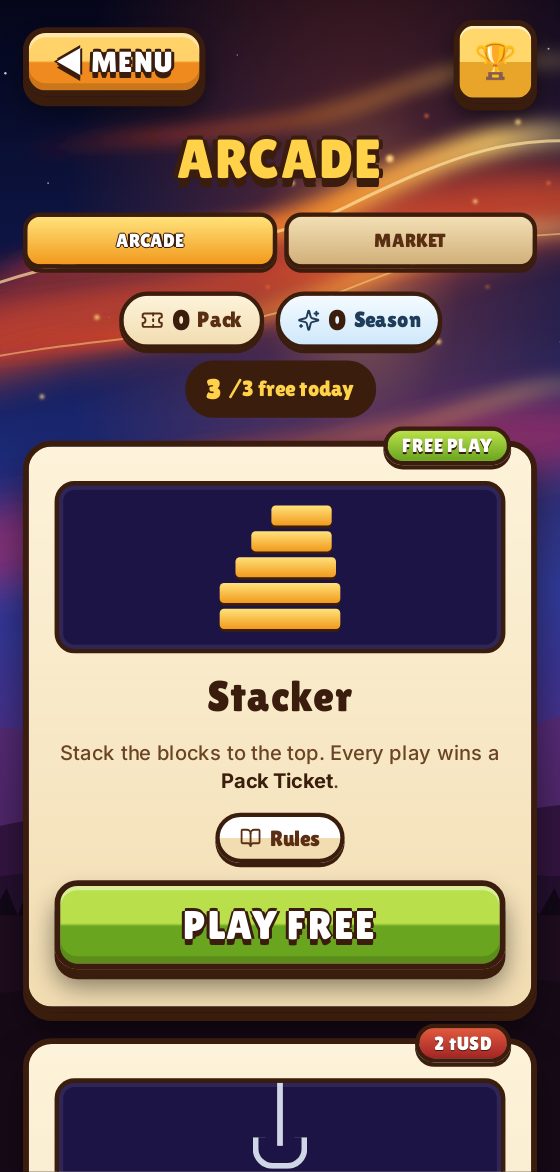 MENU
ARCADE
ARCADE
MARKET
0 Pack
0 Season
3 /3 free today
FREE PLAY
Stacker
Stack the blocks to the top. Every play wins a
Pack Ticket.
Rules
PLAY FREE
2 tUSD